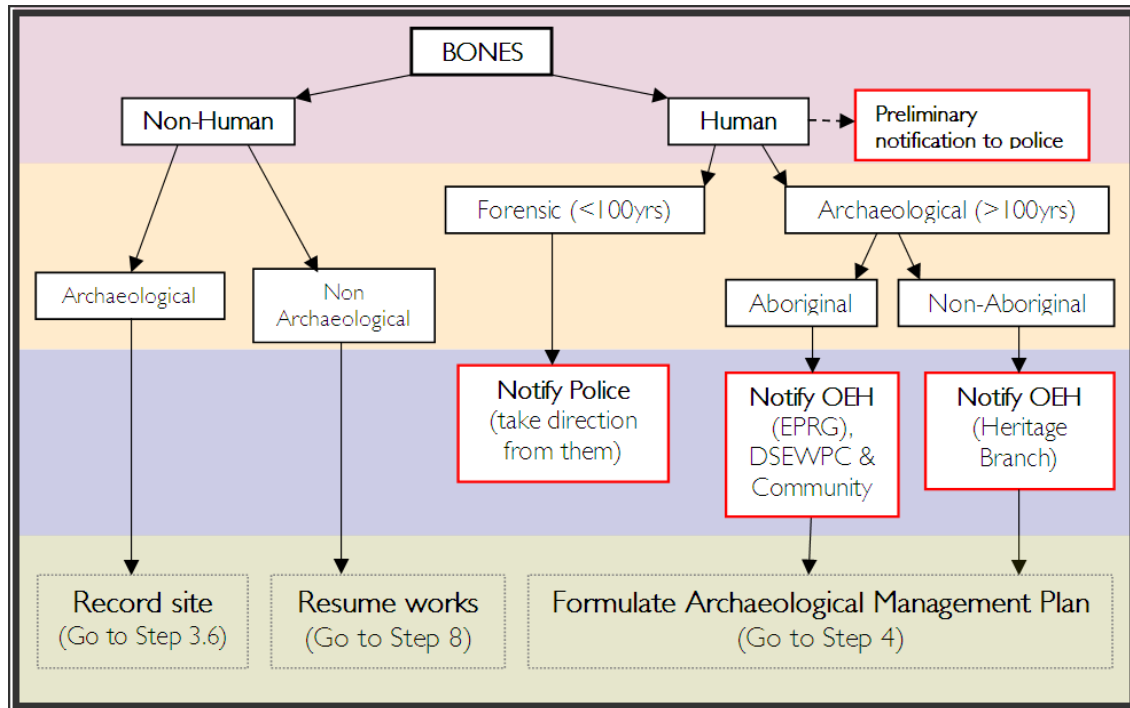 BONES
Non-Human
Human
Preliminary
notification to police
Forensic (<100yrs)
Archaeological (>100yrs)
Archaeological
Non
Archaeological
Aboriginal
Non-Aboriginal
Notify Police
(take direction
from them)
Notify OEH
(EPRG),
DSEWPC &
Community
Notify OEH
(Heritage
Branch)
Record site
(Go to Step 3.6)
Resume works
(Go to Step 8)
Formulate Archaeological Management Plan
(Go to Step 4)